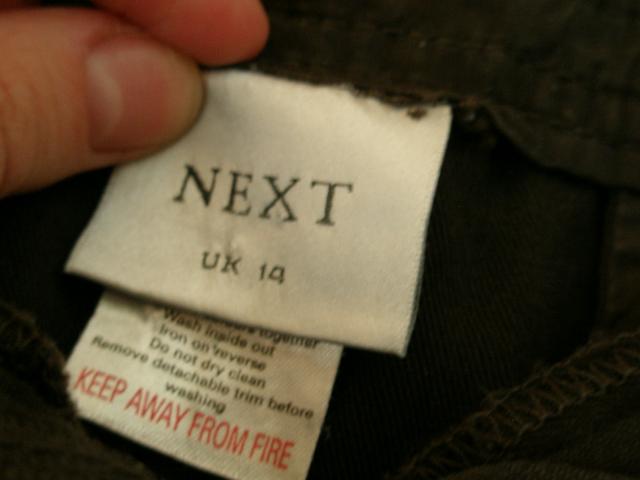 NEXT
UK 14
together
Wash inside out
Iron on reverse
Do not dry clean
Remove detachable trim before
washing
KEEP AWAY FROM FIRE